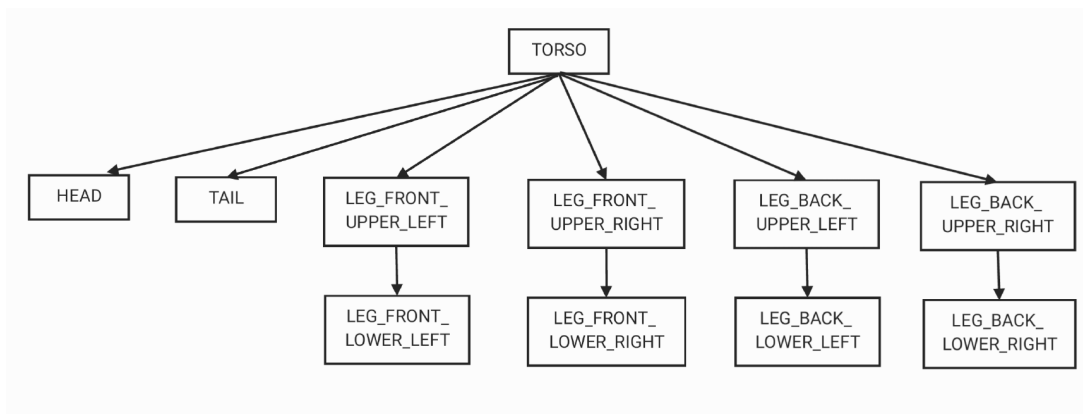 TORSO
HEAD
TAIL
LEG_FRONT_
UPPER_LEFT
LEG_FRONT_
UPPER_RIGHT
LEG_BACK_
UPPER_LEFT
LEG_BACK_
UPPER_RIGHT
LEG_FRONT_
LOWER_LEFT
LEG_FRONT_
LOWER_RIGHT
LEG_BACK_
LOWER_LEFT
LEG_BACK_
LOWER_RIGHT